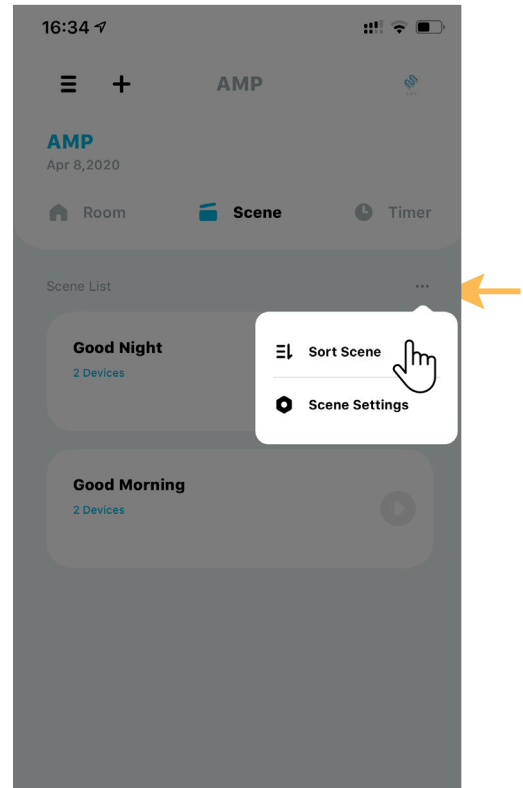 16:34
AMP
AMP
Apr 8,2020
Room
Scene
Timer
Scene List
Good Night
2 Devices
Sort Scene
Scene Settings
Good Morning
2 Devices